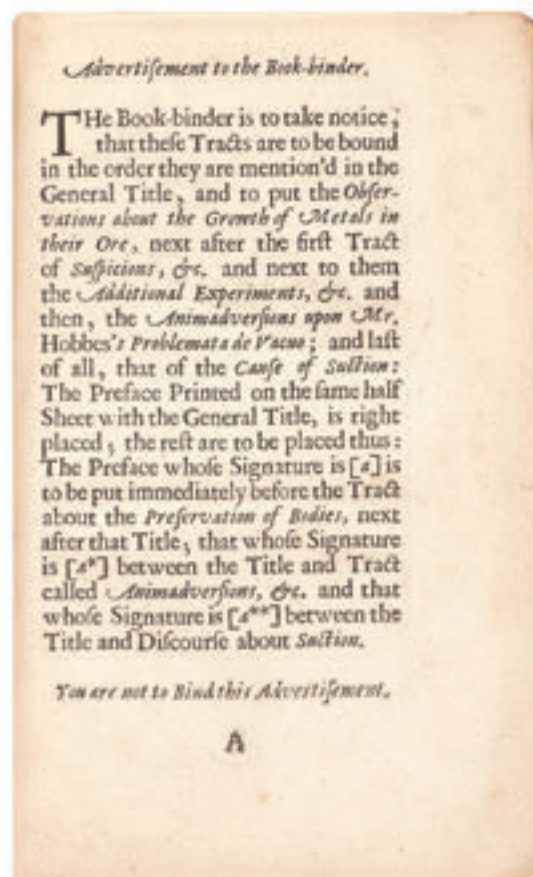 Advertiſement to the Book-binder.
THe Book-binder is to take notice,
that theſe Tracts are to be bound
in the order they are mention'd in the
General Title, and to put the Obſer-
vations about the Growth of Metals in
their Ore, next after the firſt Tract
of Suſpicions, &c. and next to them
the Additional Experiments, &c. and
then, the Animadverſions upon Mr.
Hobbes's Problemata de Vacuo; and laſt
of all, that of the Cauſe of Suction:
The Preface Printed on the ſame half
Sheet with the General Title, is right
placed, the reſt are to be placed thus:
The Preface whoſe Signature is [a] is
to be put immediately before the Tract
about the Preſervation of Bodies, next
after that Title, that whoſe Signature
is [a*] between the Title and Tract
called Animadverſions, &c. and that
whoſe Signature is [a**] between the
Title and Diſcourſe about Suction.
You are not to Bind this Advertiſement.
A